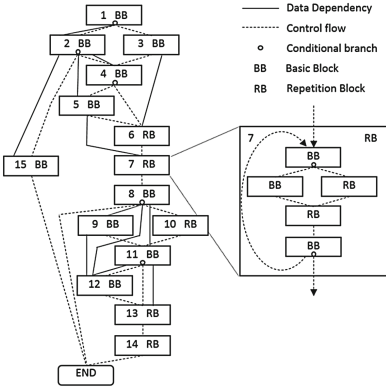 1 BB
Data Dependency
Control flow
2 BB
3 BB
Conditional branch
4 BB
BB Basic Block
RB Repetition Block
5 BB
6 RB
7 RB
15 BB
7 RB
BB
8 BB
BB
RB
9 BB
10 RB
RB
11 BB
BB
12 BB
13 RB
14 RB
END